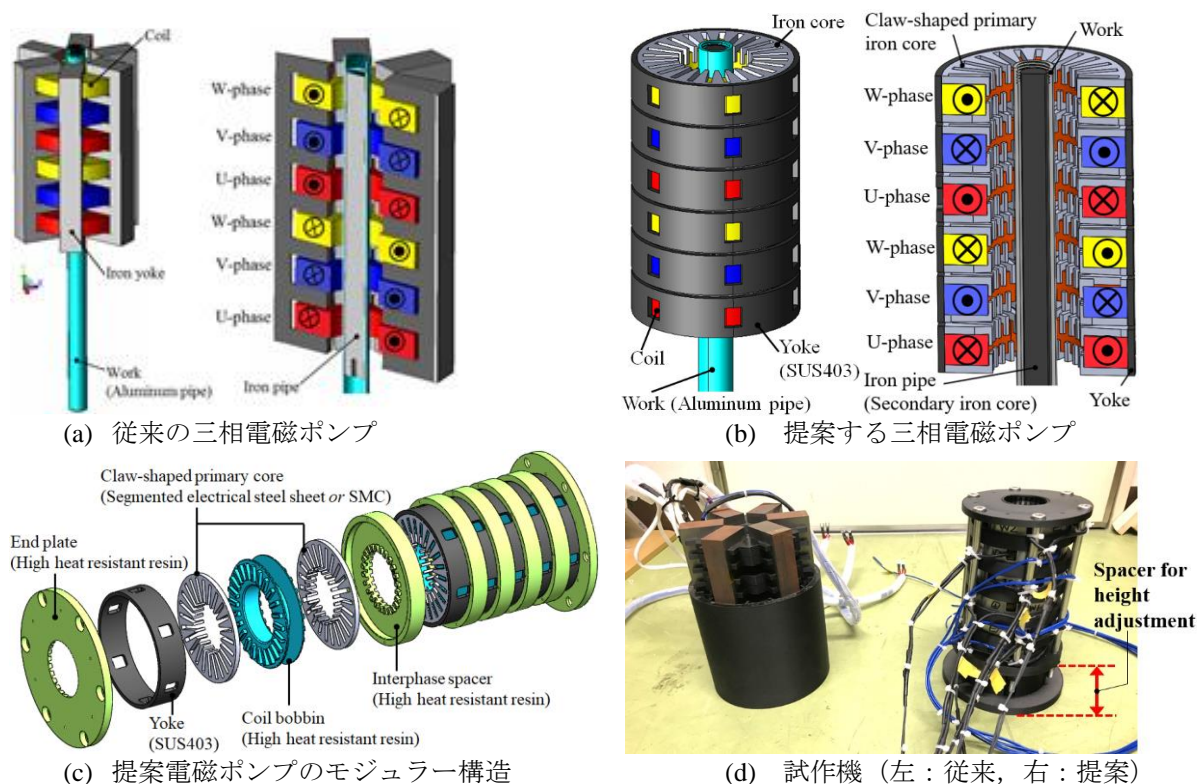 Coil
W-phase
V-phase
U-phase
W-phase
V-phase
U-phase
Iron yoke
Work
(Aluminum pipe)
Iron pipe
(a) 従来の三相電磁ポンプ
Iron core
Claw-shaped primary
iron core
Work
W-phase
V-phase
U-phase
W-phase
V-phase
U-phase
Coil
Yoke
(SUS403)
Work (Aluminum pipe)
Iron pipe
(Secondary iron core)
Yoke
(b) 提案する三相電磁ポンプ
Claw-shaped primary core
(Segmented electrical steel sheet or SMC)
End plate
(High heat resistant resin)
Interphase spacer
(High heat resistant resin)
Yoke
(SUS403)
Coil bobbin
(High heat resistant resin)
(c) 提案電磁ポンプのモジュラー構造
Spacer for
height
adjustment
(d) 試作機（左：従来，右：提案）